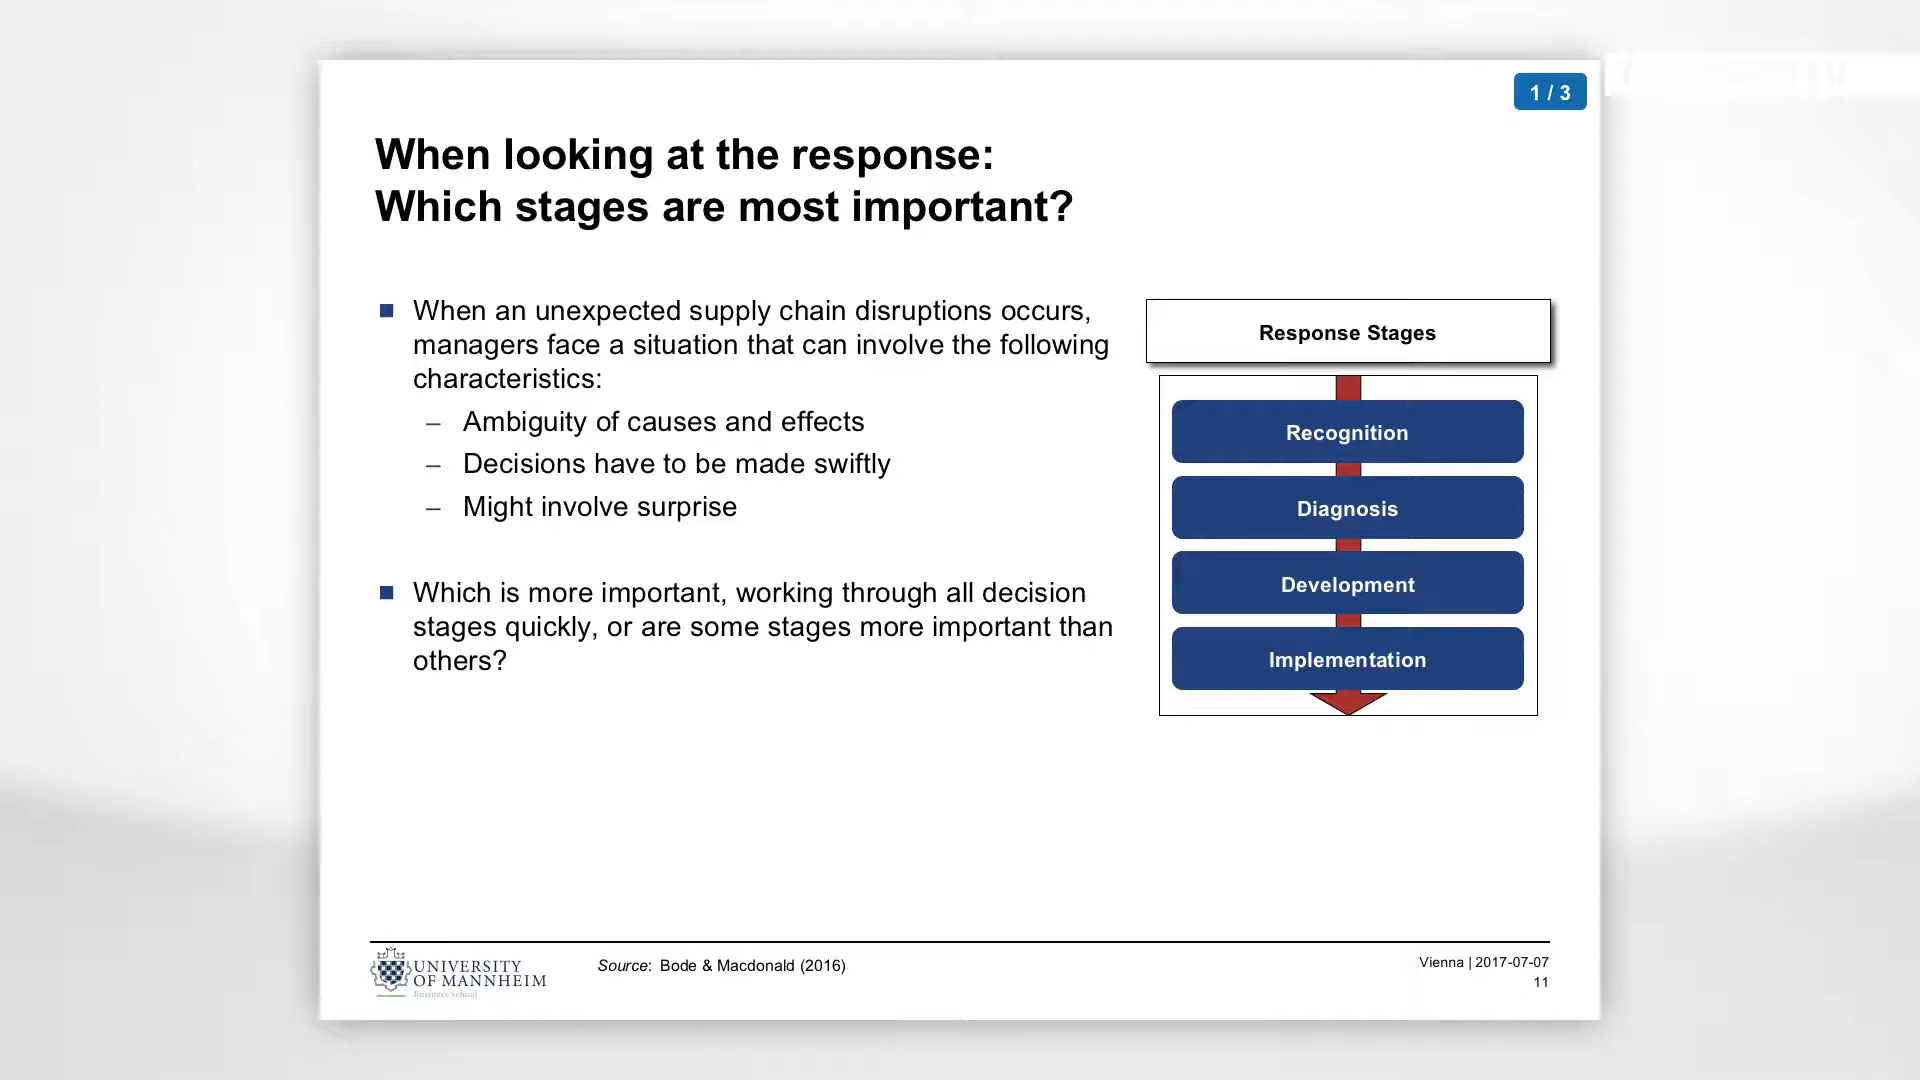 1 / 3
When looking at the response:
Which stages are most important?
When an unexpected supply chain disruptions occurs,
managers face a situation that can involve the following
characteristics:
– Ambiguity of causes and effects
– Decisions have to be made swiftly
– Might involve surprise
Which is more important, working through all decision
stages quickly, or are some stages more important than
others?
Response Stages
Recognition
Diagnosis
Development
Implementation
UNIVERSITY
OF MANNHEIM
Business School
Source: Bode & Macdonald (2016)
Vienna | 2017-07-07
11